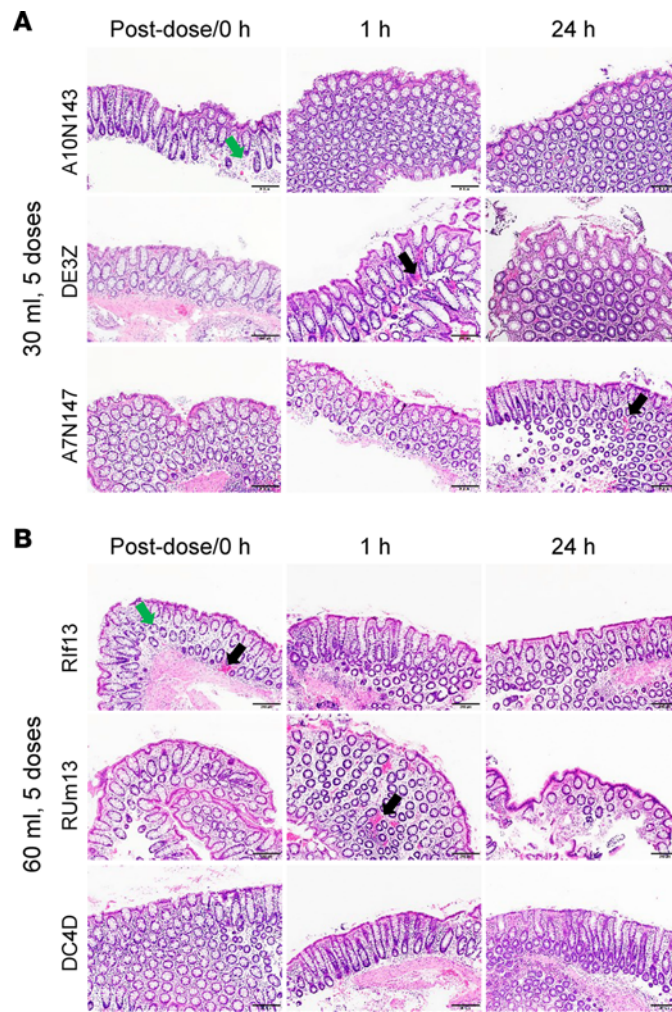 A
Post-dose/0 h 1 h 24 h
A10N143
DE3Z
A7N147
30 ml, 5 doses
B
Post-dose/0 h 1 h 24 h
RIf13
RUm13
DC4D
60 ml, 5 doses